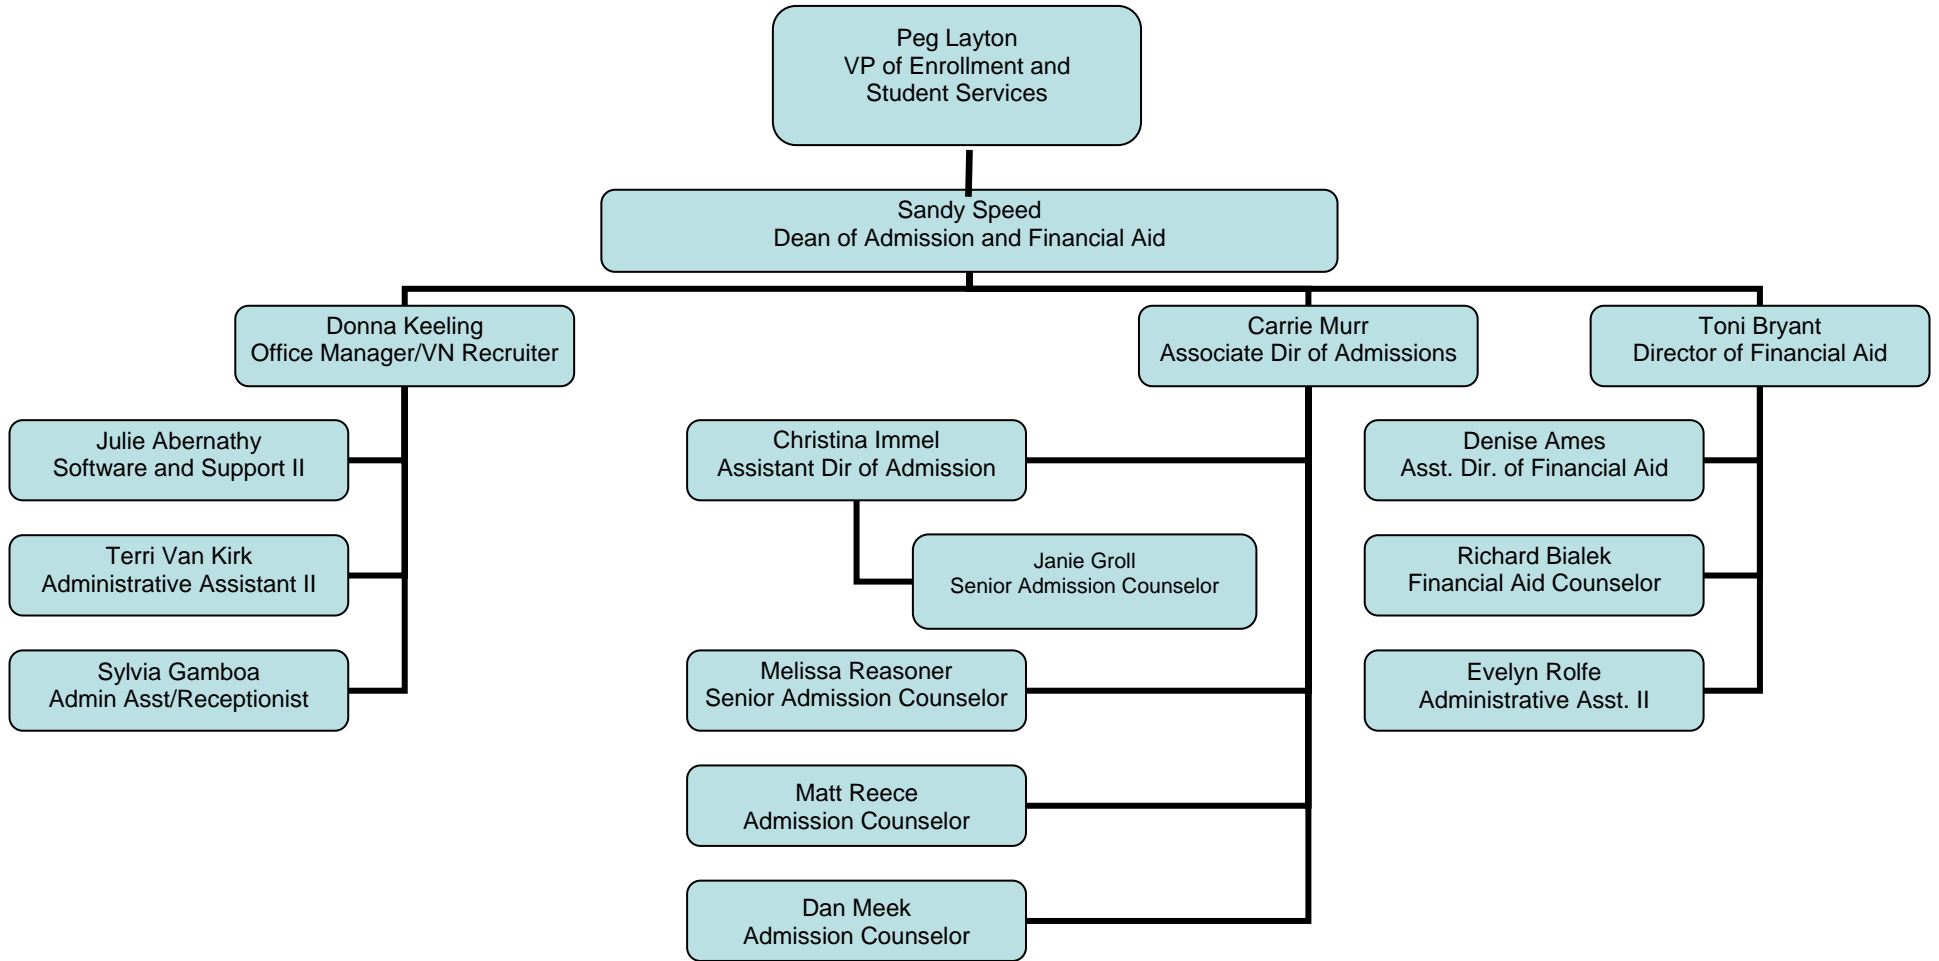 Peg Layton
VP of Enrollment and
Student Services
Sandy Speed
Dean of Admission and Financial Aid
Donna Keeling
Office Manager/VN Recruiter
Carrie Murr
Associate Dir of Admissions
Toni Bryant
Director of Financial Aid
Julie Abernathy
Software and Support II
Terri Van Kirk
Administrative Assistant II
Sylvia Gamboa
Admin Asst/Receptionist
Christina Immel
Assistant Dir of Admission
Janie Groll
Senior Admission Counselor
Melissa Reasoner
Senior Admission Counselor
Matt Reece
Admission Counselor
Dan Meek
Admission Counselor
Denise Ames
Asst. Dir. of Financial Aid
Richard Bialek
Financial Aid Counselor
Evelyn Rolfe
Administrative Asst. II